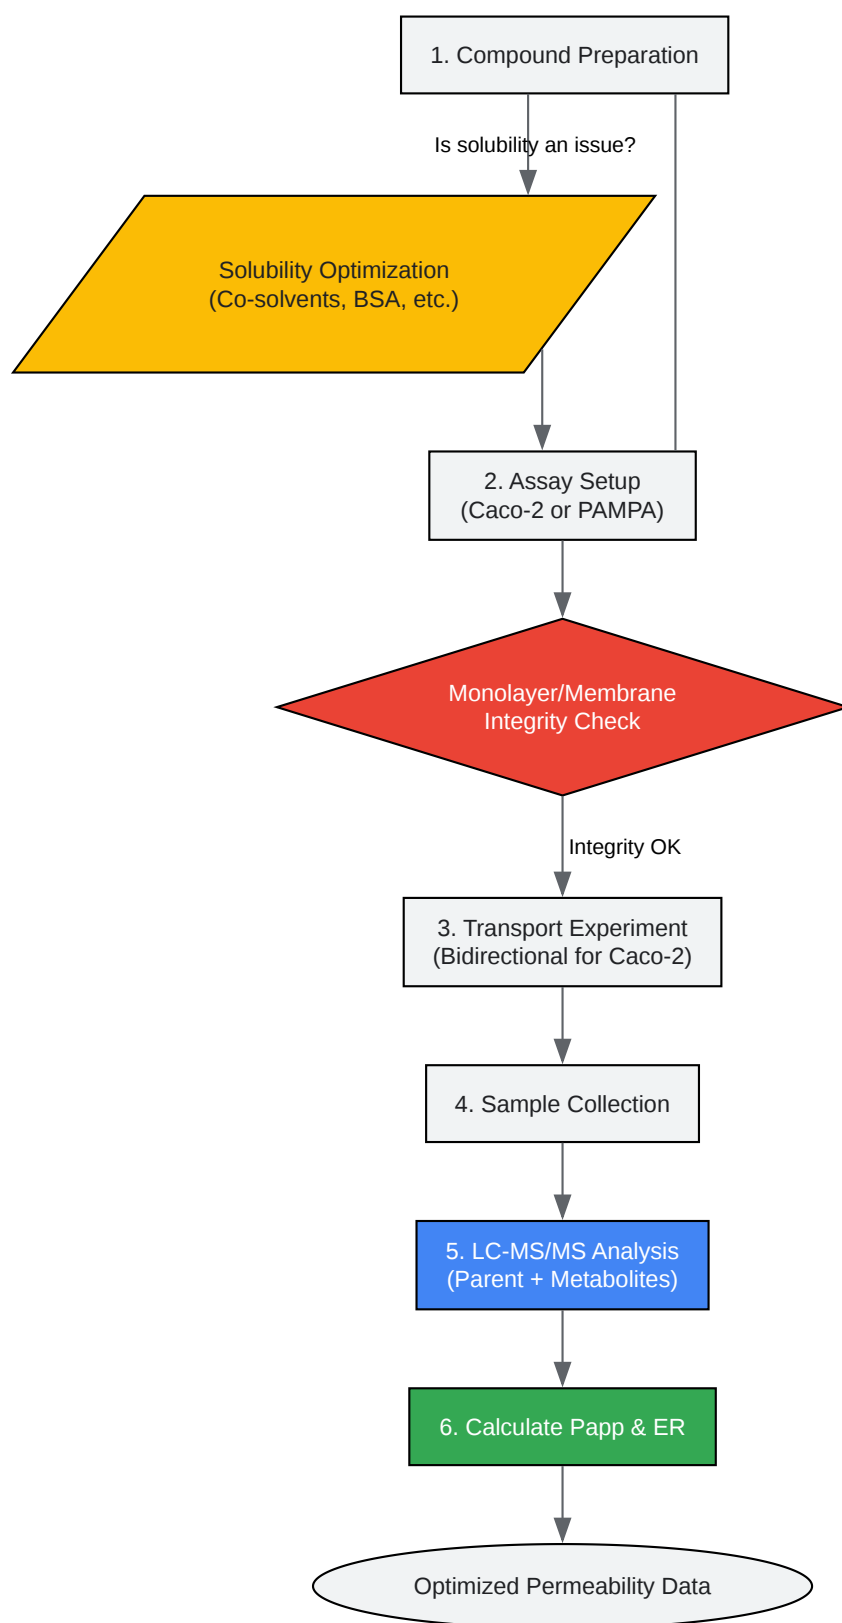 1. Compound Preparation
Is solubility an issue?
Solubility Optimization
(Co-solvents, BSA, etc.)
2. Assay Setup
(Caco-2 or PAMPA)
Monolayer/Membrane
Integrity Check
Integrity OK
3. Transport Experiment
(Bidirectional for Caco-2)
4. Sample Collection
5. LC-MS/MS Analysis
(Parent + Metabolites)
6. Calculate Papp & ER
Optimized Permeability Data